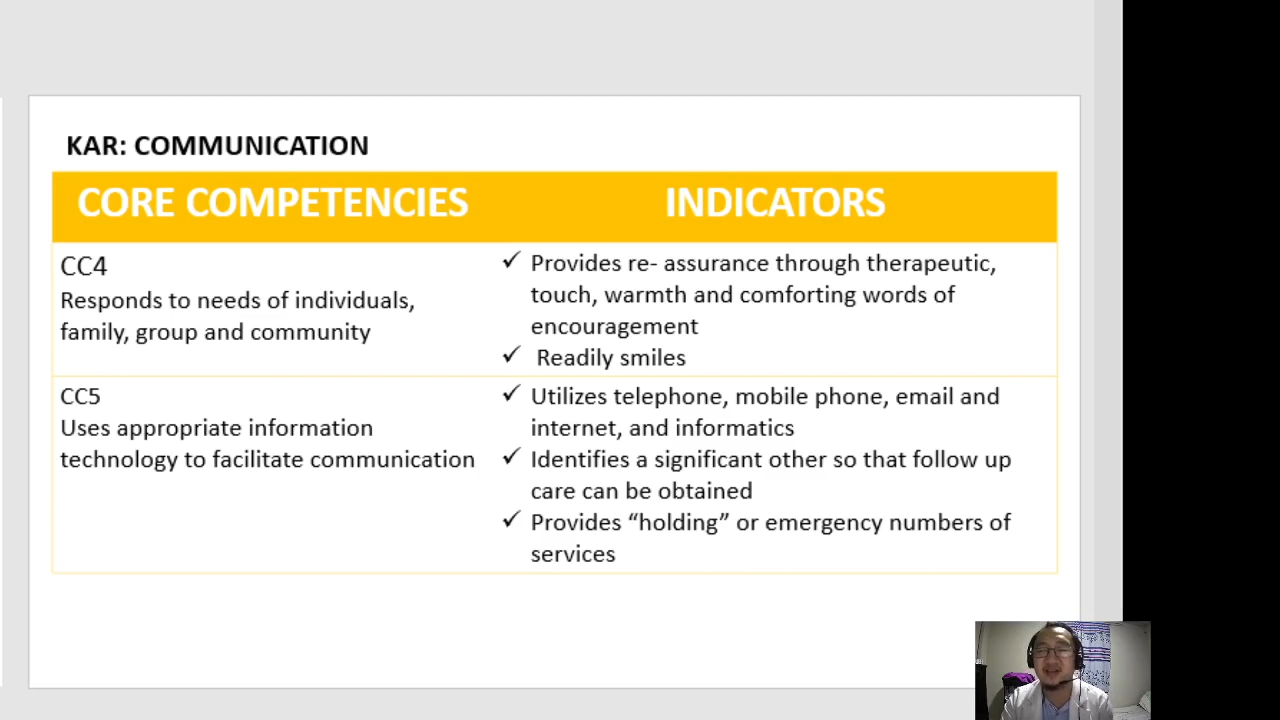 KAR: COMMUNICATION
CORE COMPETENCIES
INDICATORS
CC4
Responds to needs of individuals,
family, group and community
✓ Provides re- assurance through therapeutic,
touch, warmth and comforting words of
encouragement
✓ Readily smiles
CC5
Uses appropriate information
technology to facilitate communication
✓ Utilizes telephone, mobile phone, email and
internet, and informatics
✓ Identifies a significant other so that follow up
care can be obtained
✓ Provides “holding” or emergency numbers of
services